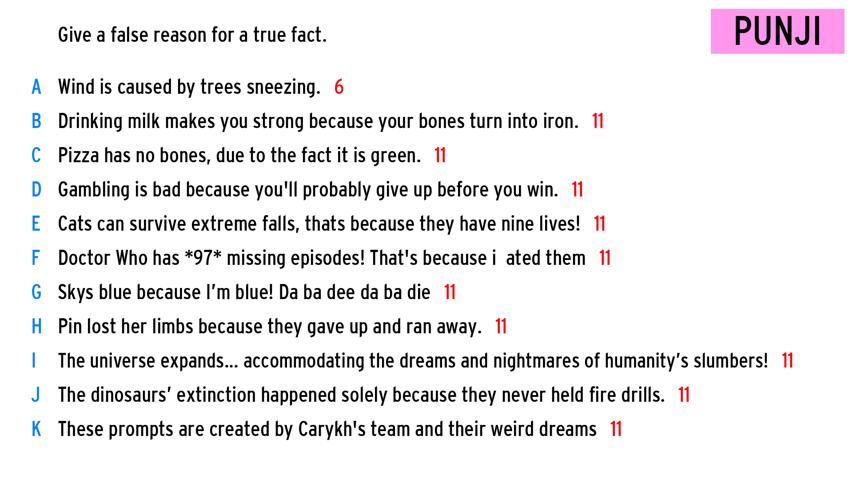 Give a false reason for a true fact.
PUNJI
A Wind is caused by trees sneezing. 6
B Drinking milk makes you strong because your bones turn into iron. 11
C Pizza has no bones, due to the fact it is green. 11
D Gambling is bad because you'll probably give up before you win. 11
E Cats can survive extreme falls, thats because they have nine lives! 11
F Doctor Who has *97* missing episodes! That's because i ated them 11
G Skys blue because I’m blue! Da ba dee da ba die 11
H Pin lost her limbs because they gave up and ran away. 11
I The universe expands... accommodating the dreams and nightmares of humanity’s slumbers! 11
J The dinosaurs’ extinction happened solely because they never held fire drills. 11
K These prompts are created by Carykh's team and their weird dreams 11